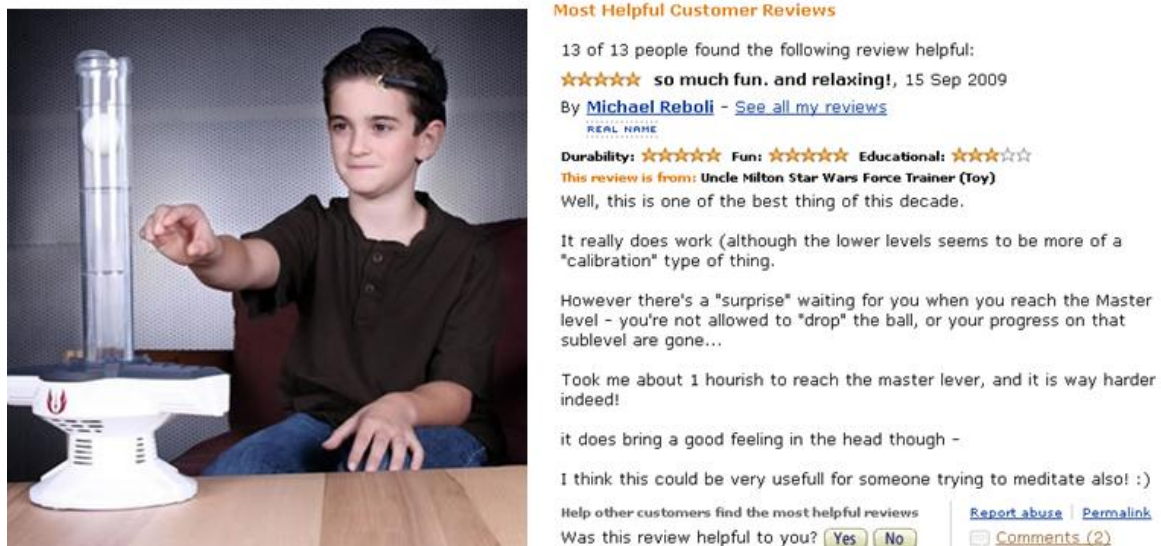 Most Helpful Customer Reviews
13 of 13 people found the following review helpful:
so much fun. and relaxing!, 15 Sep 2009
By Michael Reboli - See all my reviews
REAL NAME
Durability: Fun: Educational:
This review is from: Uncle Milton Star Wars Force Trainer (Toy)
Well, this is one of the best thing of this decade.
It really does work (although the lower levels seems to be more of a
"calibration" type of thing.
However there's a "surprise" waiting for you when you reach the Master
level - you're not allowed to "drop" the ball, or your progress on that
sublevel are gone...
Took me about 1 hourish to reach the master lever, and it is way harder
indeed!
it does bring a good feeling in the head though -
I think this could be very usefull for someone trying to meditate also! :)
Help other customers find the most helpful reviews
Report abuse | Permalink
Was this review helpful to you? Yes No
Comments (2)